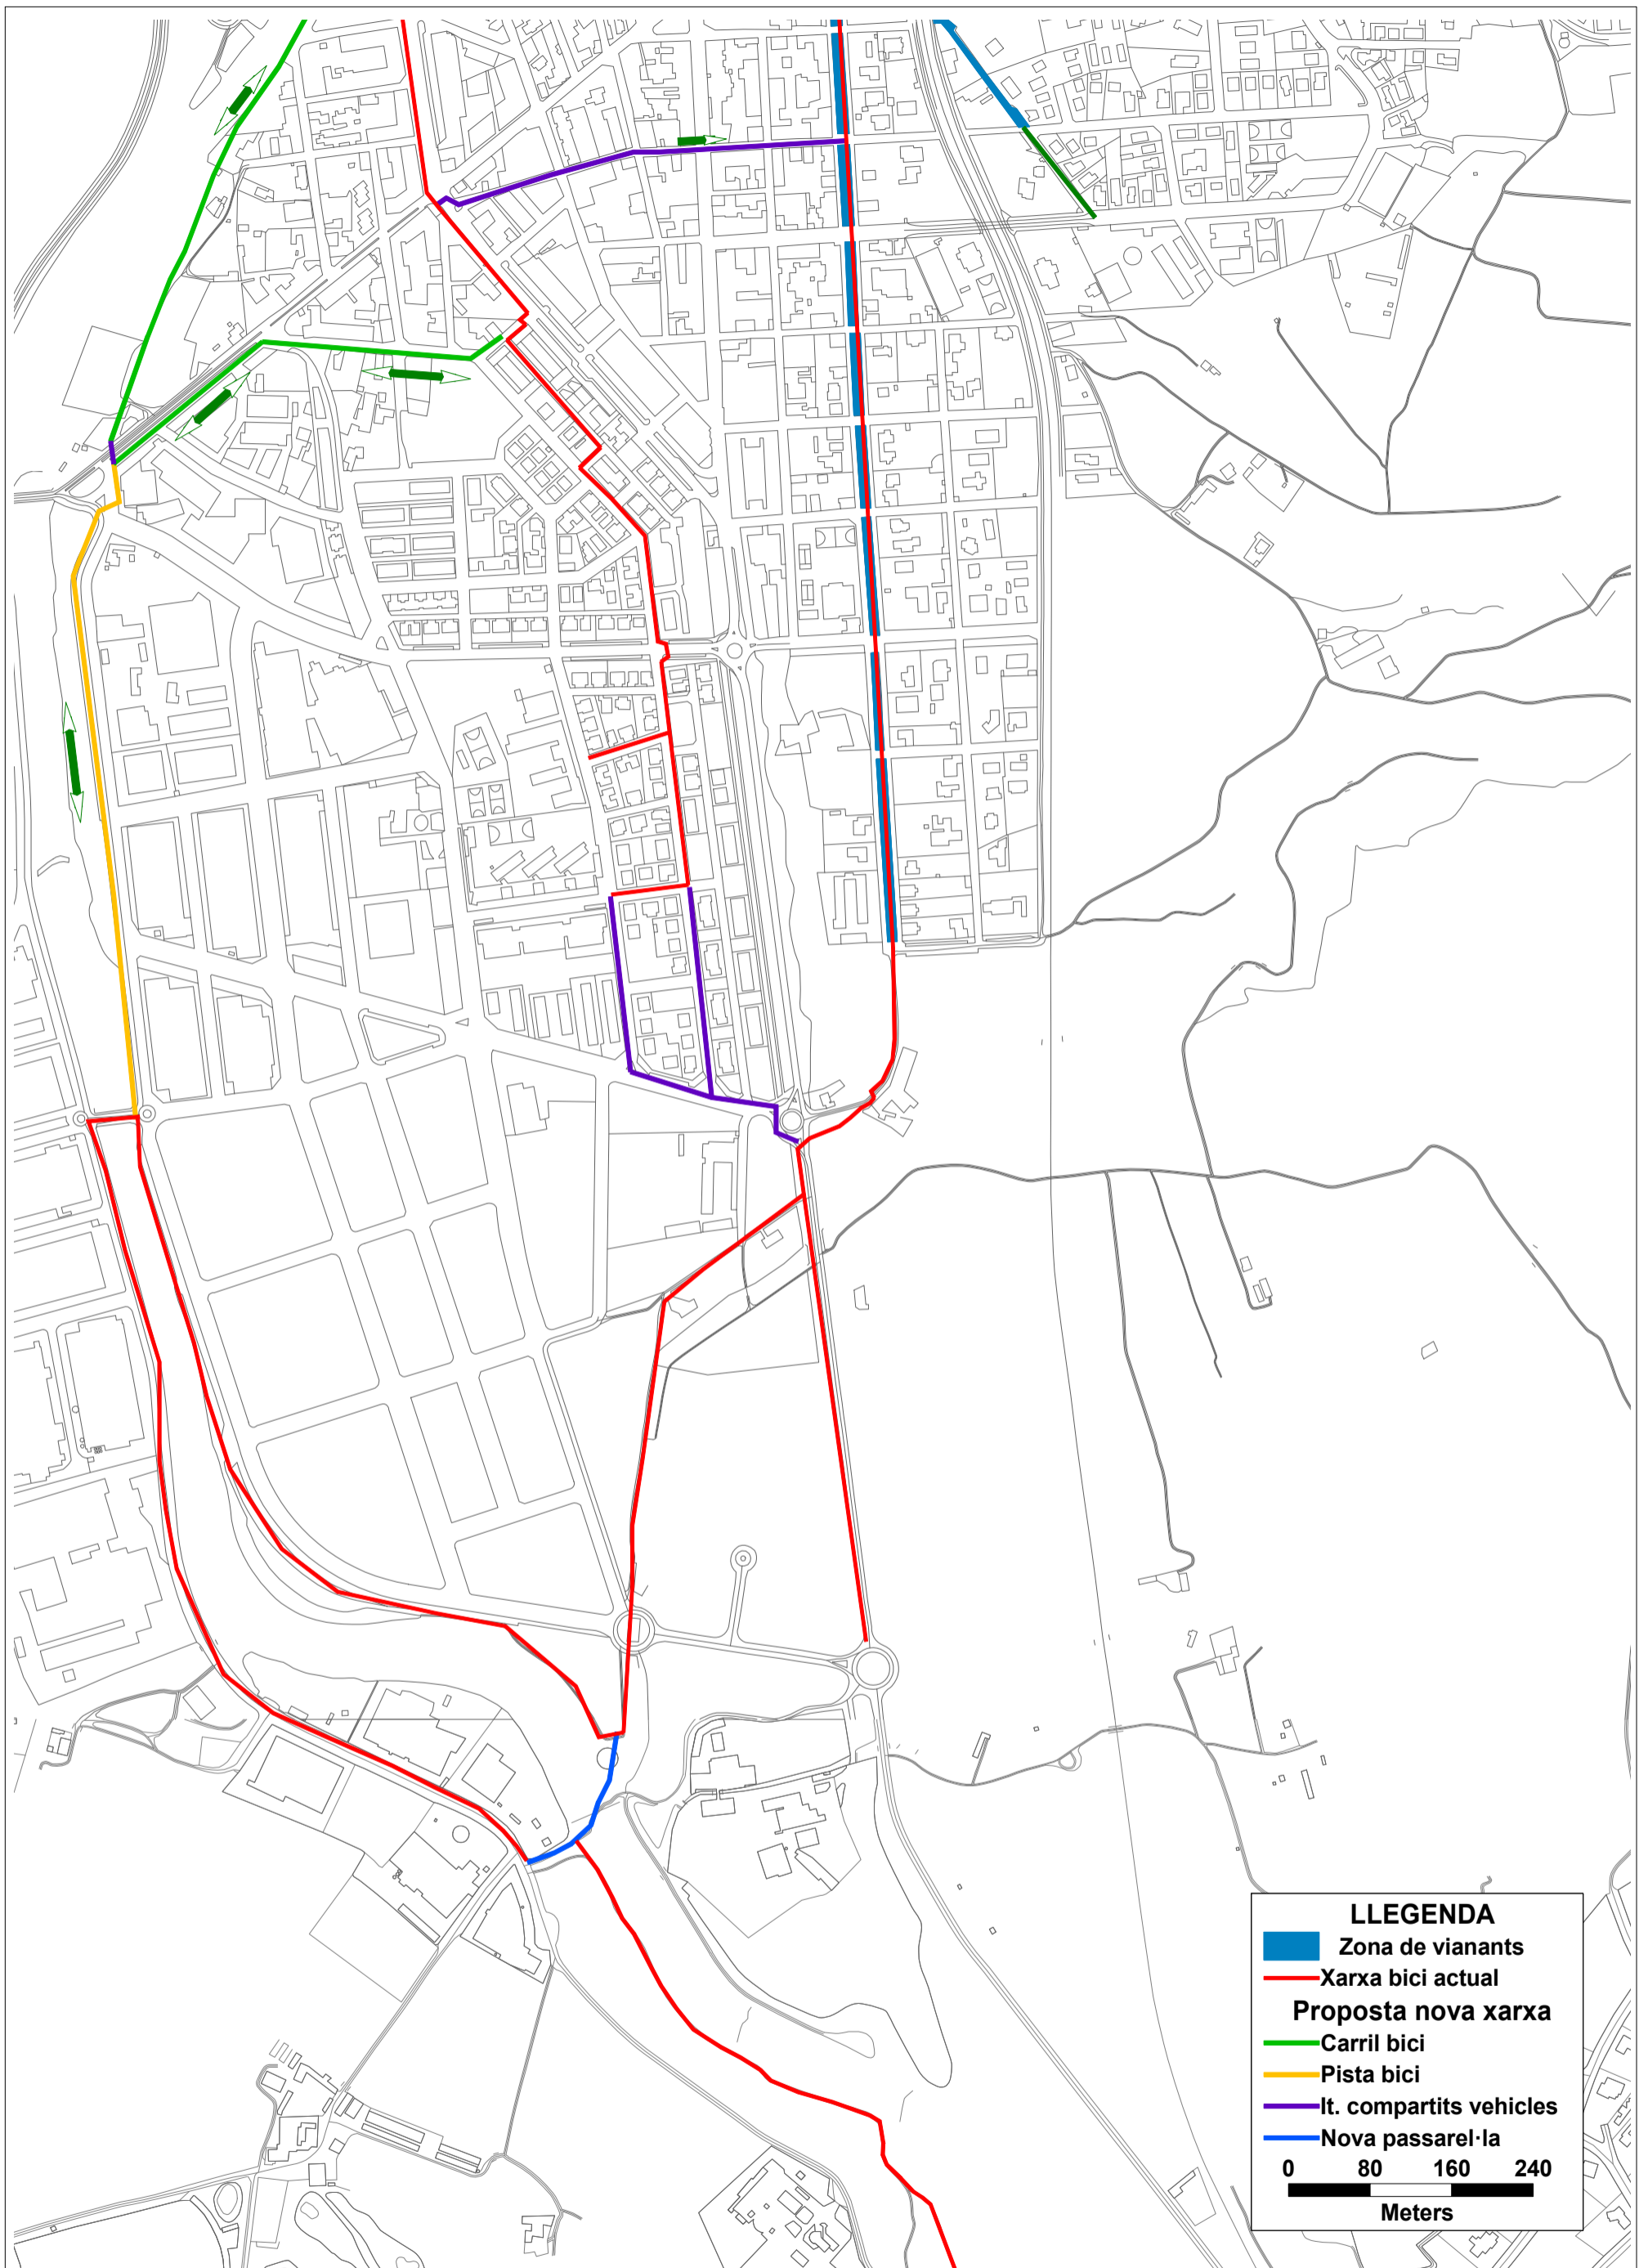 LLEGENDA
Zona de vianants
Xarxa bici actual
Proposta nova xarxa
Carril bici
Pista bici
It. compartits vehicles
Nova passarel·la
0 80 160 240
Meters